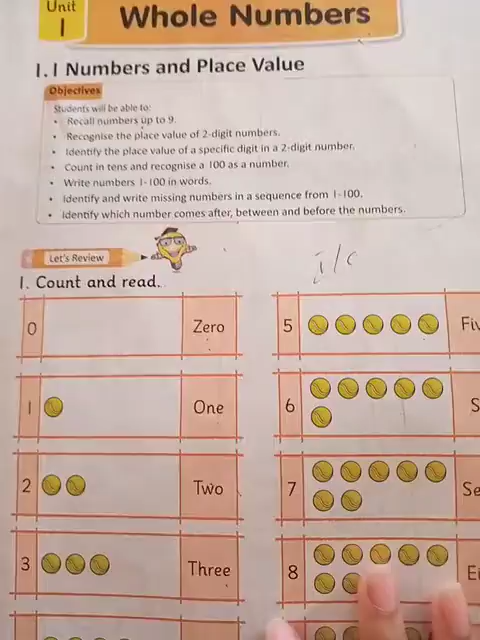 Unit
1
Whole Numbers
1.1 Numbers and Place Value
Objectives
Students will be able to:
• Recall numbers up to 9.
• Recognise the place value of 2-digit numbers.
• Identify the place value of a specific digit in a 2-digit number.
• Count in tens and recognise a 100 as a number.
• Write numbers 1-100 in words.
• Identify and write missing numbers in a sequence from 1-100.
• Identify which number comes after, between and before the numbers.
Let's Review
1. Count and read.
0 Zero
1 One
2 Two
3 Three
5
6
7
8